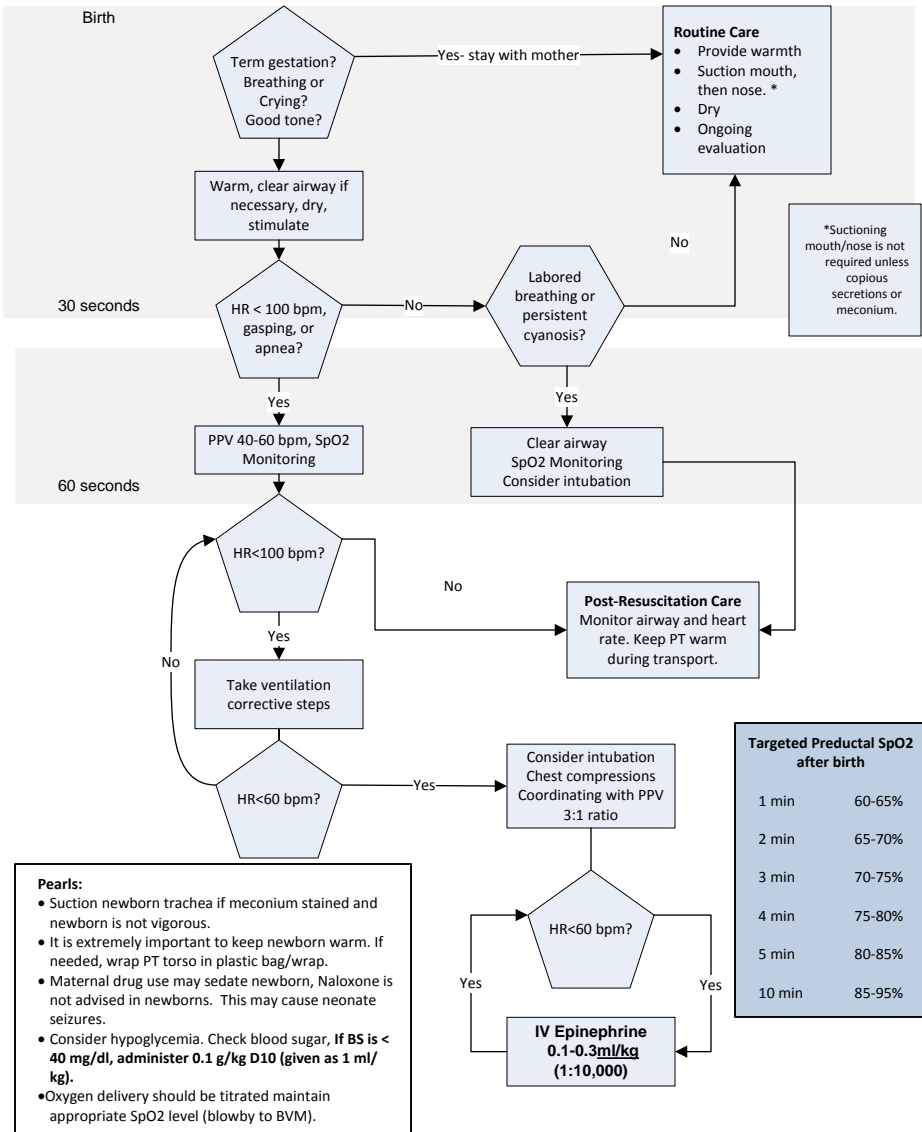 Birth
Term gestation?
Breathing or
Crying?
Good tone?
Yes- stay with mother
Routine Care
• Provide warmth
• Suction mouth,
then nose. *
• Dry
• Ongoing
evaluation
Warm, clear airway if
necessary, dry,
stimulate
No
*Suctioning
mouth/nose is not
required unless
copious
secretions or
meconium.
30 seconds
HR < 100 bpm,
gasping, or
apnea?
No
Labored
breathing or
persistent
cyanosis?
Yes
Yes
PPV 40-60 bpm, SpO2
Monitoring
Clear airway
SpO2 Monitoring
Consider intubation
60 seconds
HR<100 bpm?
No
Post-Resuscitation Care
Monitor airway and heart
rate. Keep PT warm
during transport.
Yes
No
Take ventilation
corrective steps
HR<60 bpm?
Yes
Consider intubation
Chest compressions
Coordinating with PPV
3:1 ratio
Targeted Preductal SpO2
after birth
1 min 60-65%
2 min 65-70%
3 min 70-75%
4 min 75-80%
5 min 80-85%
10 min 85-95%
HR<60 bpm?
Yes
Yes
IV Epinephrine
0.1-0.3ml/kg
(1:10,000)
Pearls:
• Suction newborn trachea if meconium stained and
newborn is not vigorous.
• It is extremely important to keep newborn warm. If
needed, wrap PT torso in plastic bag/wrap.
• Maternal drug use may sedate newborn, Naloxone is
not advised in newborns. This may cause neonate
seizures.
• Consider hypoglycemia. Check blood sugar, If BS is <
40 mg/dl, administer 0.1 g/kg D10 (given as 1 ml/
kg).
•Oxygen delivery should be titrated maintain
appropriate SpO2 level (blowby to BVM).